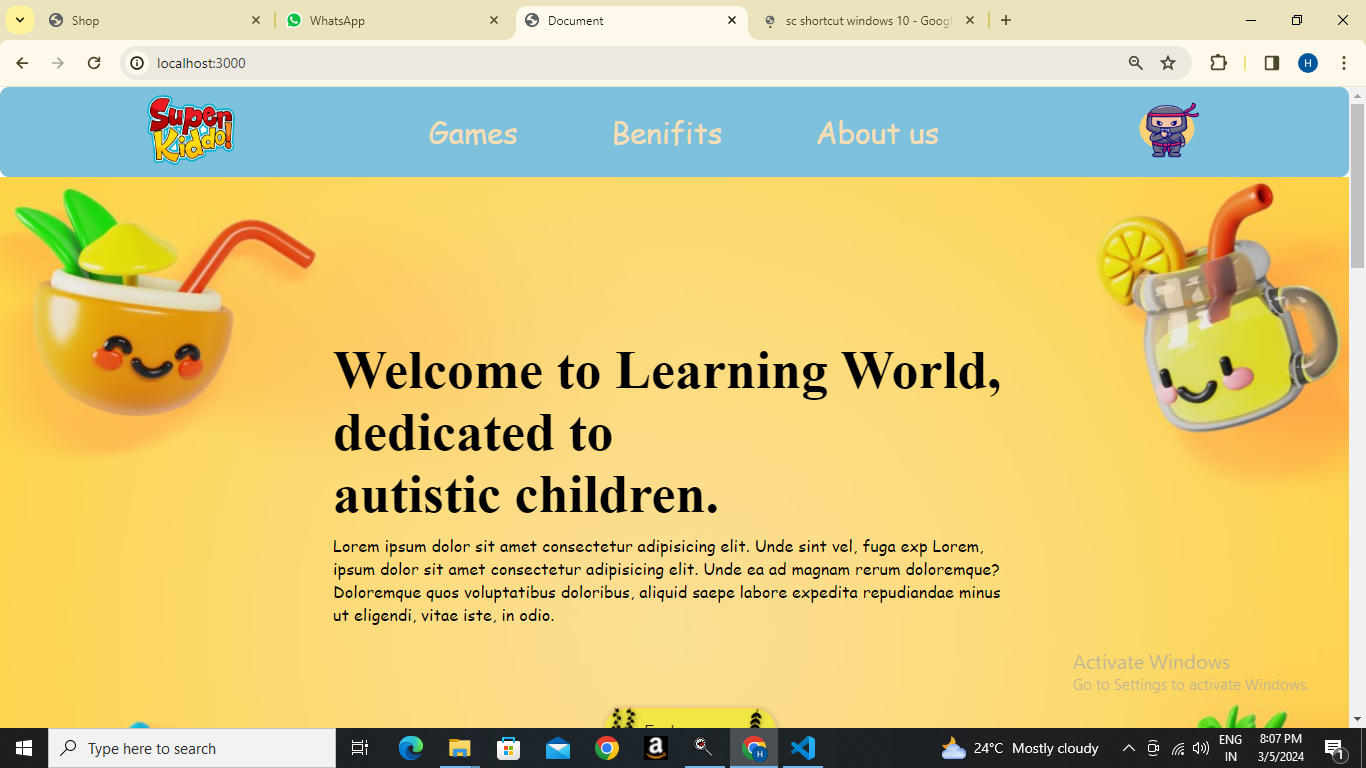 Shop
WhatsApp
Document
sc shortcut windows 10 - Goog
localhost:3000
H
Super
Kiddo!
Games
Benifits
About us
Welcome to Learning World,
dedicated to
autistic children.
Lorem ipsum dolor sit amet consectetur adipisicing elit. Unde sint vel, fuga exp Lorem,
ipsum dolor sit amet consectetur adipisicing elit. Unde ea ad magnam rerum doloremque?
Doloremque quos voluptatibus doloribus, aliquid saepe labore expedita repudiandae minus
ut eligendi, vitae iste, in odio.
Activate Windows
Go to Settings to activate Windows.
Type here to search
24°C Mostly cloudy
ENG
IN
8:07 PM
3/5/2024
1